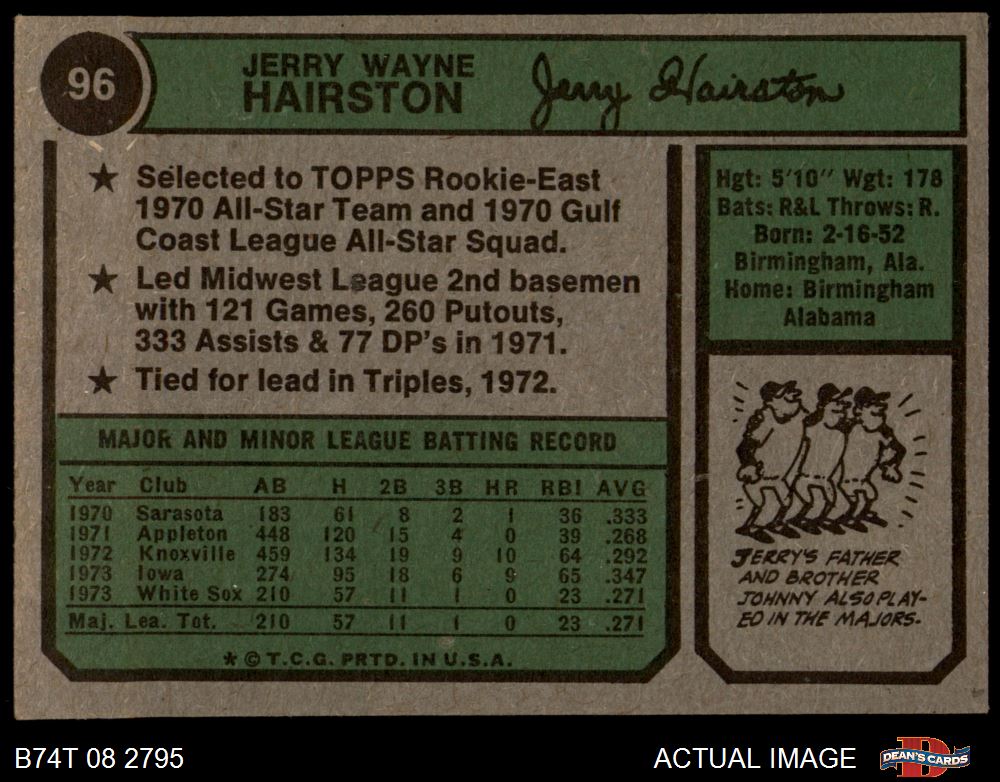 96
JERRY WAYNE
HAIRSTON
Jerry Hairston
★ Selected to TOPPS Rookie-East
1970 All-Star Team and 1970 Gulf
Coast League All-Star Squad.
★ Led Midwest League 2nd basemen
with 121 Games, 260 Putouts,
333 Assists & 77 DP's in 1971.
★ Tied for lead in Triples, 1972.
MAJOR AND MINOR LEAGUE BATTING RECORD
Year Club AB H 2B 3B HR RBI AVG
1970 Sarasota 183 61 8 2 1 36 .333
1971 Appleton 448 120 15 4 0 39 .268
1972 Knoxville 459 134 19 9 10 64 .292
1973 Iowa 274 95 18 6 9 65 .347
1973 White Sox 210 57 11 1 0 23 .271
Maj. Lea. Tot. 210 57 11 1 0 23 .271
* © T.C.G. PRTD. IN U.S.A.
Hgt: 5'10" Wgt: 178
Bats: R&L Throws: R.
Born: 2-16-52
Birmingham, Ala.
Home: Birmingham
Alabama
JERRY'S FATHER
AND BROTHER
JOHNNY ALSO PLAY-
ED IN THE MAJORS.
B74T 08 2795
ACTUAL IMAGE
D
DEAN'S CARDS